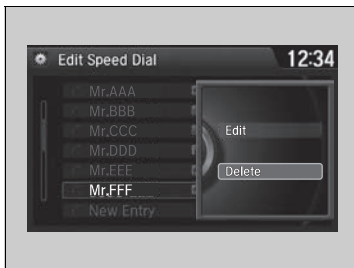 Edit Speed Dial 12:34
Mr.AAA
Mr.BBB
Mr.CCC
Edit
Mr.DDD
Mr.EEE
Delete
Mr.FFF
New Entry